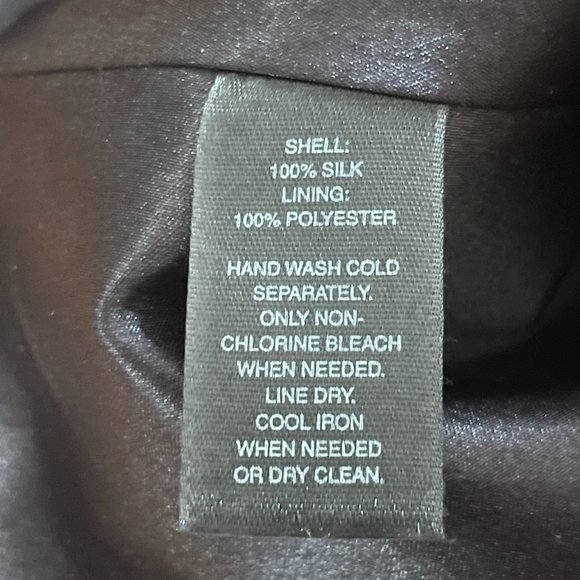 SHELL:
100% SILK
LINING:
100% POLYESTER
HAND WASH COLD
SEPARATELY.
ONLY NON-
CHLORINE BLEACH
WHEN NEEDED.
LINE DRY.
COOL IRON
WHEN NEEDED
OR DRY CLEAN.